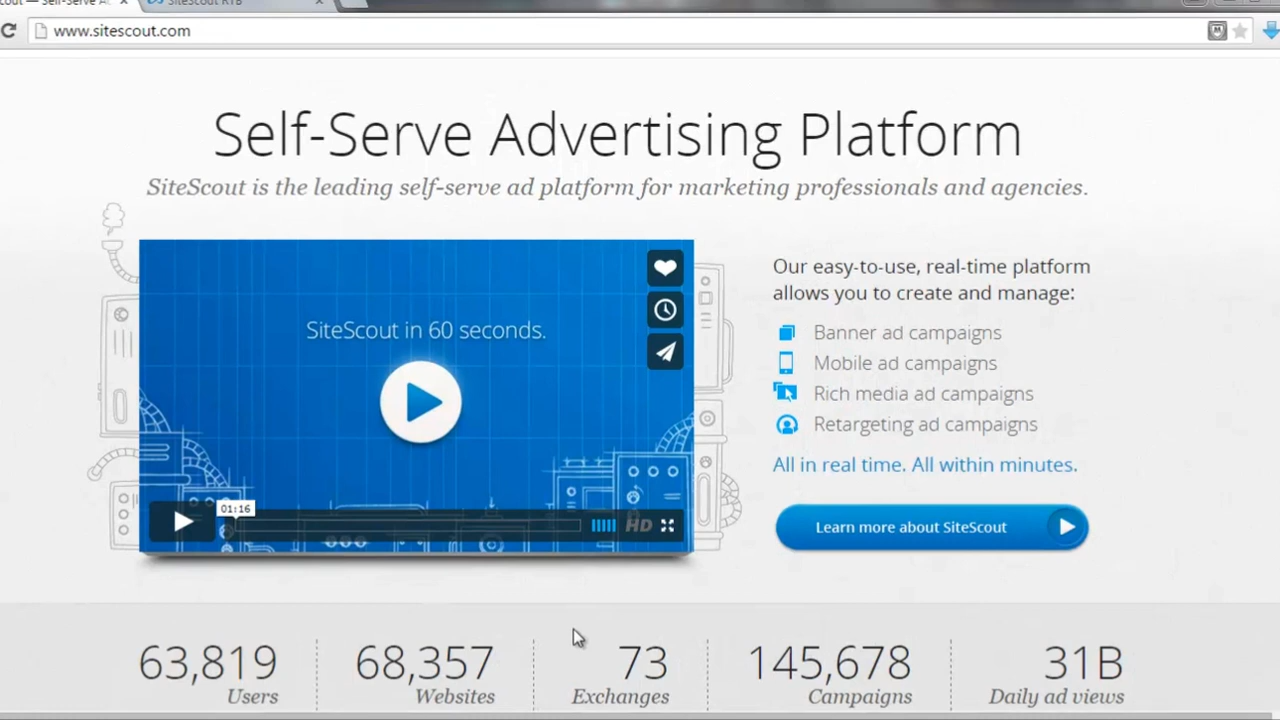 SiteScout RTB
www.sitescout.com
Self-Serve Advertising Platform
SiteScout is the leading self-serve ad platform for marketing professionals and agencies.
SiteScout in 60 seconds.
01:16
HD
Our easy-to-use, real-time platform
allows you to create and manage:
Banner ad campaigns
Mobile ad campaigns
Rich media ad campaigns
Retargeting ad campaigns
All in real time. All within minutes.
Learn more about SiteScout
63,819 68,357 73 145,678 31B
Users Websites Exchanges Campaigns Daily ad views